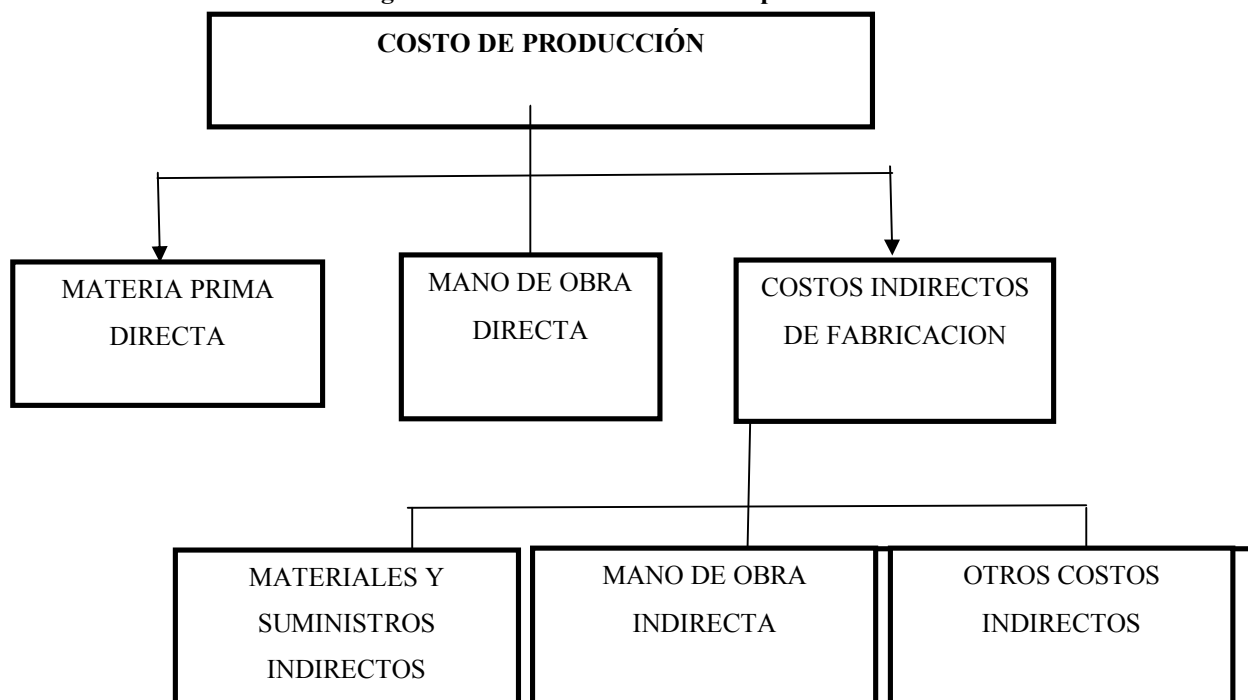 COSTO DE PRODUCCIÓN
MATERIA PRIMA
DIRECTA
MANO DE OBRA
DIRECTA
COSTOS INDIRECTOS
DE FABRICACION
MATERIALES Y
SUMINISTROS
INDIRECTOS
MANO DE OBRA
INDIRECTA
OTROS COSTOS
INDIRECTOS